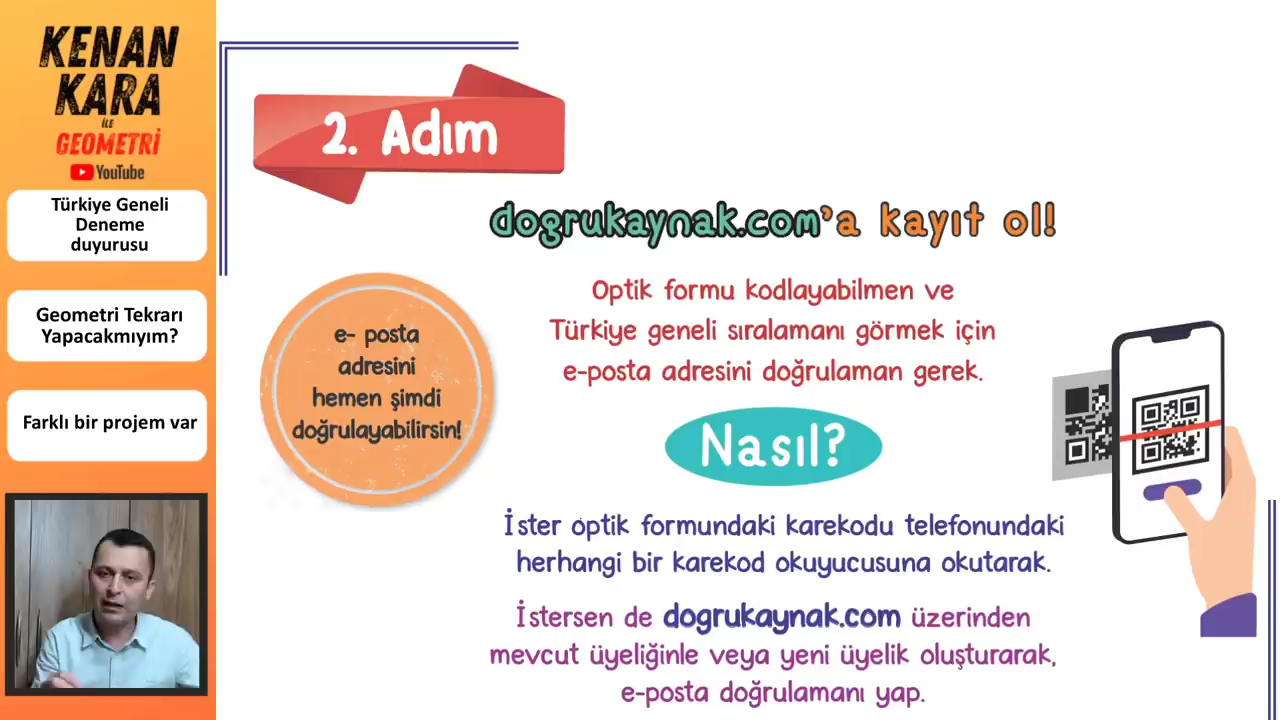 KENAN
KARA
İLE
GEOMETRİ
YouTube
Türkiye Geneli
Deneme
duyurusu
Geometri Tekrarı
Yapacakmıyım?
Farklı bir projem var
2. Adım
dogrukaynak.com'a kayıt ol!
Optik formu kodlayabilmen ve
Türkiye geneli sıralamanı görmek için
e-posta adresini doğrulaman gerek.
e- posta
adresini
hemen şimdi
doğrulayabilirsin!
Nasıl?
İster optik formundaki karekodu telefonundaki
herhangi bir karekod okuyucusuna okutarak.
İstersen de dogrukaynak.com üzerinden
mevcut üyeliğinle veya yeni üyelik oluşturarak,
e-posta doğrulamanı yap.